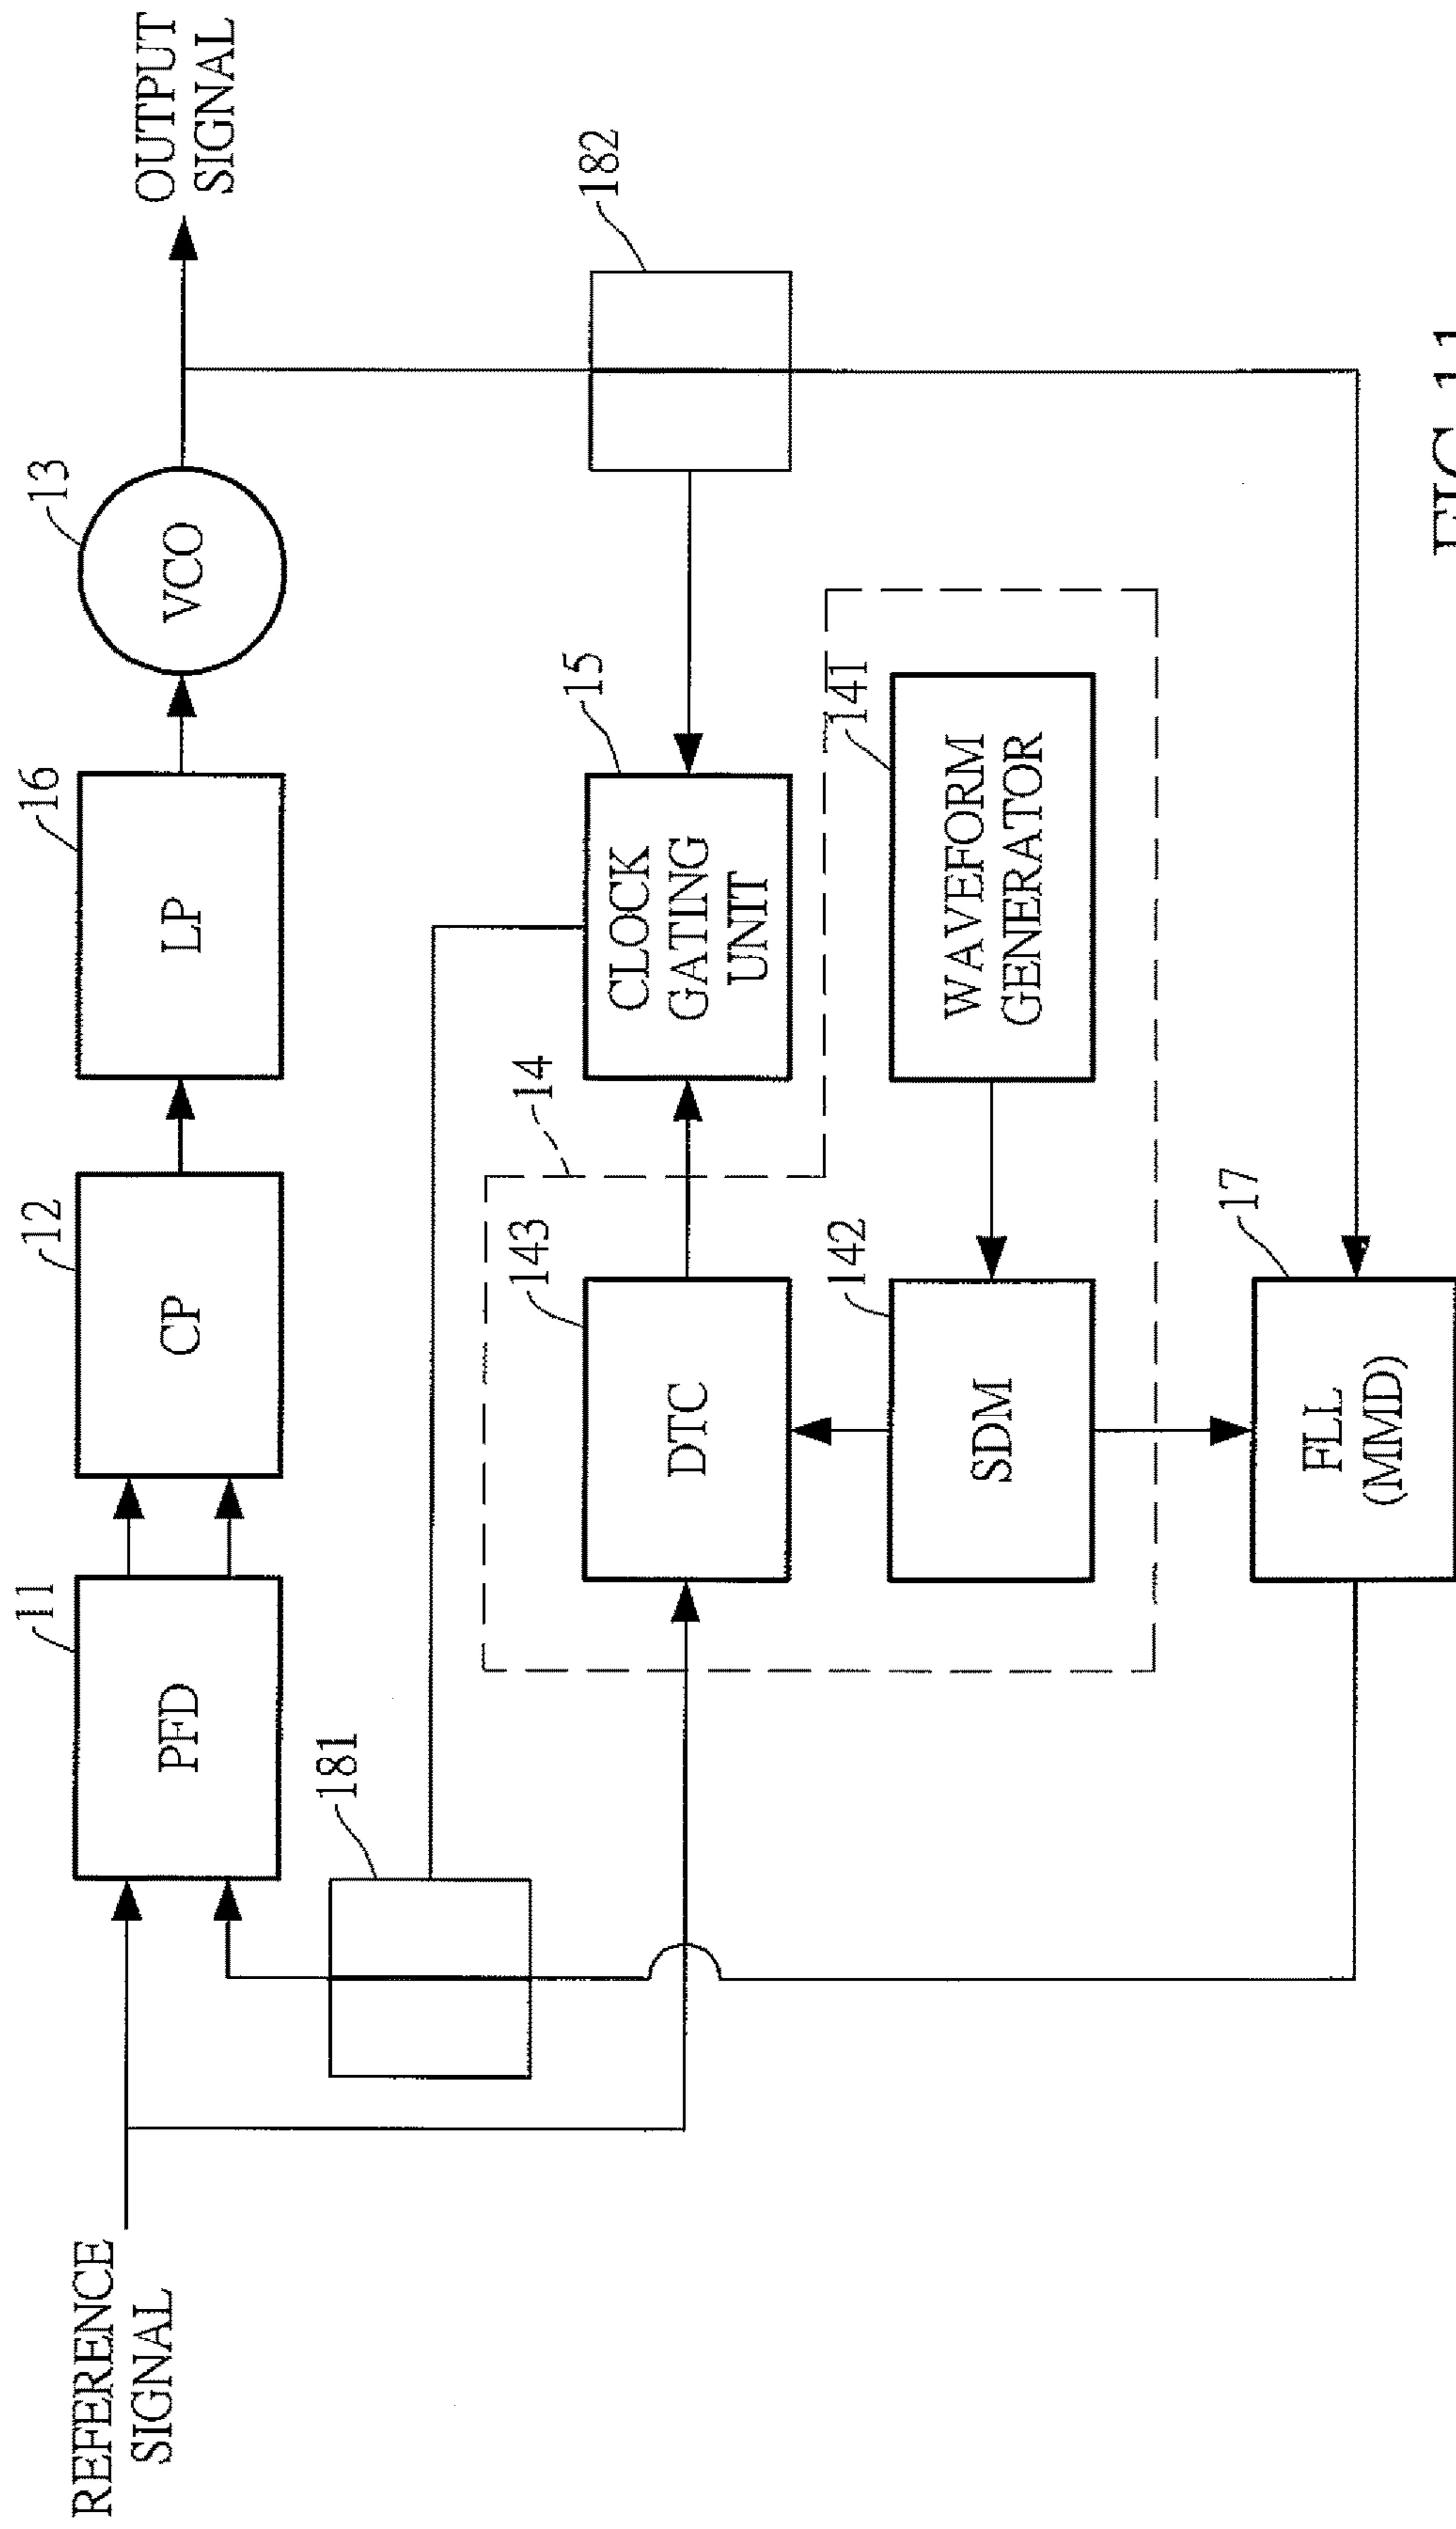 REFERENCE
SIGNAL
11
PFD
12
CP
16
LP
13
VCO
OUTPUT
SIGNAL
181
182
14
143
DTC
15
CLOCK
GATING
UNIT
142
SDM
141
WAVEFORM
GENERATOR
17
FLL
(MMD)